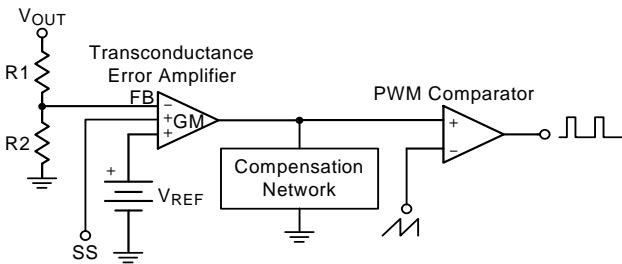 VOUT
R1
Transconductance
Error Amplifier
FB
−
+
+
GM
R2
PWM Comparator
+
−
Compensation
Network
+
VREF
SS